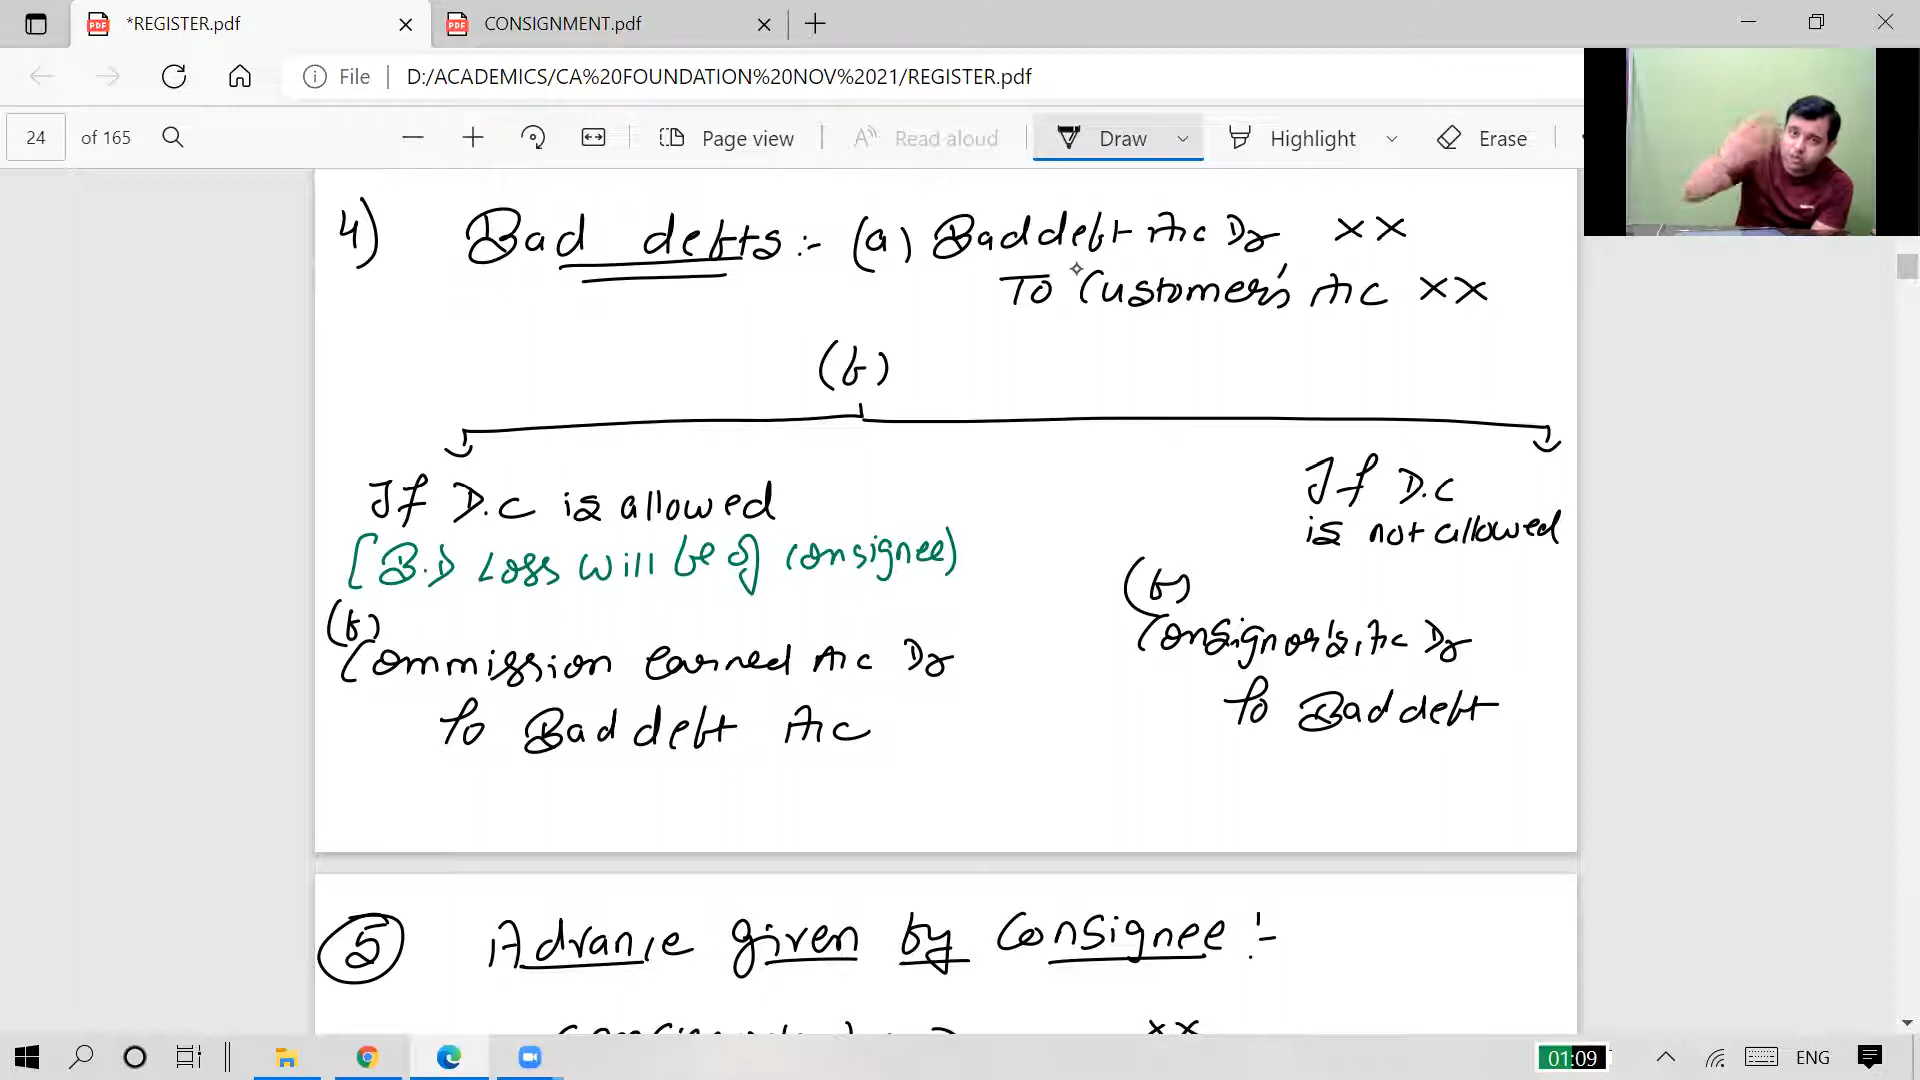 *REGISTER.pdf
CONSIGNMENT.pdf
File
D:/ACADEMICS/CA%20FOUNDATION%20NOV%2021/REGISTER.pdf
24 of 165
Page view
Read aloud
Draw
Highlight
Erase
4) Bad debts :- (a) Bad debt A/c Dr XX
To Customer's A/c XX
(b)
If D.C is allowed
If D.C
is not allowed
[B.D Loss will be of Consignee)
(b)
Commission earned A/c Dr
To Bad debt A/c
(b)
Consignor's A/c Dr
To Bad debt
5 Advance given by Consignee :-
XX
01:09
ENG